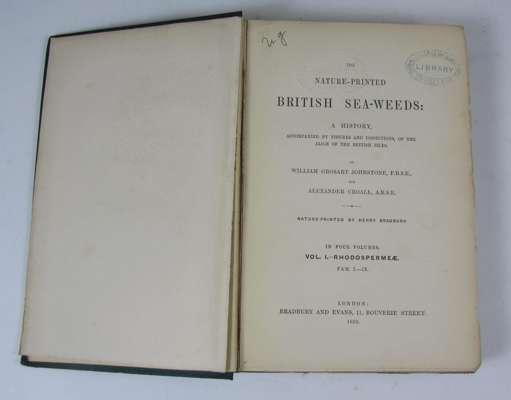 THE
NATURE-PRINTED
BRITISH SEA-WEEDS:
A HISTORY,
ACCOMPANIED BY FIGURES AND DISSECTIONS, OF THE
ALGÆ OF THE BRITISH ISLES.
BY
WILLIAM GROSART JOHNSTONE, F.B.S.E.,
AND
ALEXANDER CROALL, A.B.S.E.
NATURE-PRINTED BY HENRY BRADBURY
IN FOUR VOLUMES.
VOL. I.—RHODOSPERMEÆ.
FAM. I.—IX.
LONDON:
BRADBURY AND EVANS, 11, BOUVERIE STREET.
LIBRARY